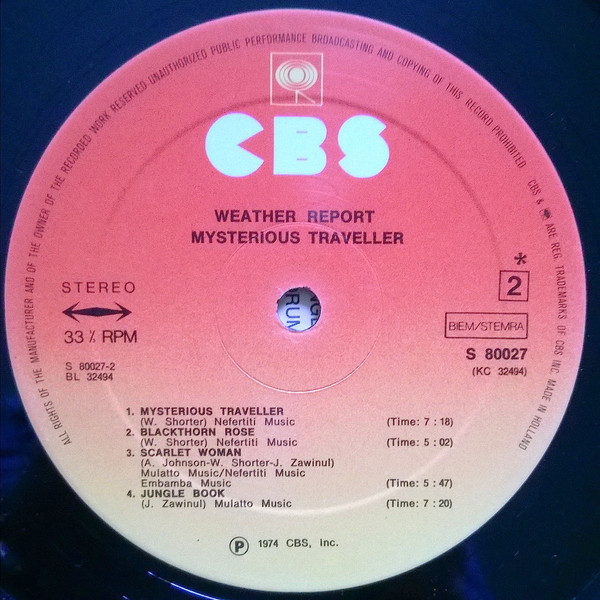 ALL RIGHTS OF THE MANUFACTURER AND OF THE OWNER OF THE RECORDED WORK RESERVED UNAUTHORIZED PUBLIC PERFORMANCE BROADCASTING AND COPYING OF THIS RECORD PROHIBITED
CBS & ARE REG. TRADEMARKS OF CBS INC. MADE IN HOLLAND
CBS
WEATHER REPORT
MYSTERIOUS TRAVELLER
*
2
STEREO
33⅓ RPM
BIEM/STEMRA
S 80027
(KC 32494)
S 80027-2
BL 32494
RUM
1. MYSTERIOUS TRAVELLER
(W. Shorter) Nefertiti Music (Time: 7 : 18)
2. BLACKTHORN ROSE
(W. Shorter) Nefertiti Music (Time: 5 : 02)
3. SCARLET WOMAN
(A. Johnson-W. Shorter-J. Zawinul)
Mulatto Music/Nefertiti Music
Embamba Music (Time: 5 : 47)
4. JUNGLE BOOK
(J. Zawinul) Mulatto Music (Time: 7 : 20)
Ⓟ 1974 CBS, Inc.